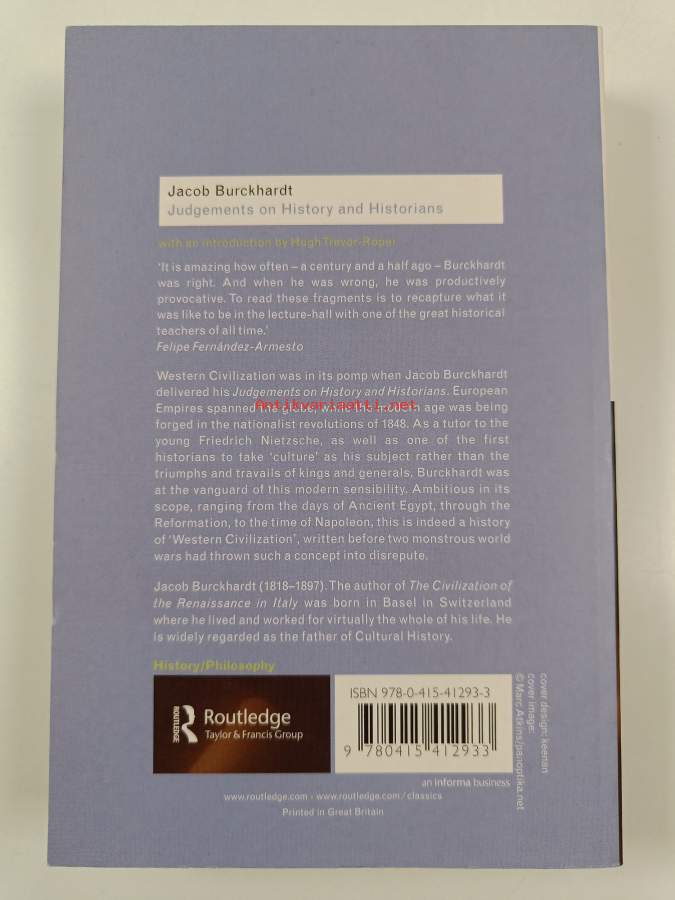 Jacob Burckhardt
Judgements on History and Historians
with an introduction by Hugh Trevor-Roper
'It is amazing how often – a century and a half ago – Burckhardt
was right. And when he was wrong, he was productively
provocative. To read these fragments is to recapture what it
was like to be in the lecture-hall with one of the great historical
teachers of all time.'
Felipe Fernández-Armesto
Western Civilization was in its pomp when Jacob Burckhardt
delivered his Judgements on History and Historians. European
Empires spanned the globe, while the modern age was being
Antikvariaatti.net
forged in the nationalist revolutions of 1848. As a tutor to the
young Friedrich Nietzsche, as well as one of the first
historians to take 'culture' as his subject rather than the
triumphs and travails of kings and generals, Burckhardt was
at the vanguard of this modern sensibility. Ambitious in its
scope, ranging from the days of Ancient Egypt, through the
Reformation, to the time of Napoleon, this is indeed a history
of 'Western Civilization', written before two monstrous world
wars had thrown such a concept into disrepute.
Jacob Burckhardt (1818–1897). The author of The Civilization of
the Renaissance in Italy was born in Basel in Switzerland
where he lived and worked for virtually the whole of his life. He
is widely regarded as the father of Cultural History.
History/Philosophy
ROUTLEDGE
Routledge
Taylor & Francis Group
ISBN 978-0-415-41293-3
9 780415 412933
cover design: keenan
cover image:
© Marc Atkins/panoptika.net
an informa business
www.routledge.com · www.routledge.com/classics
Printed in Great Britain